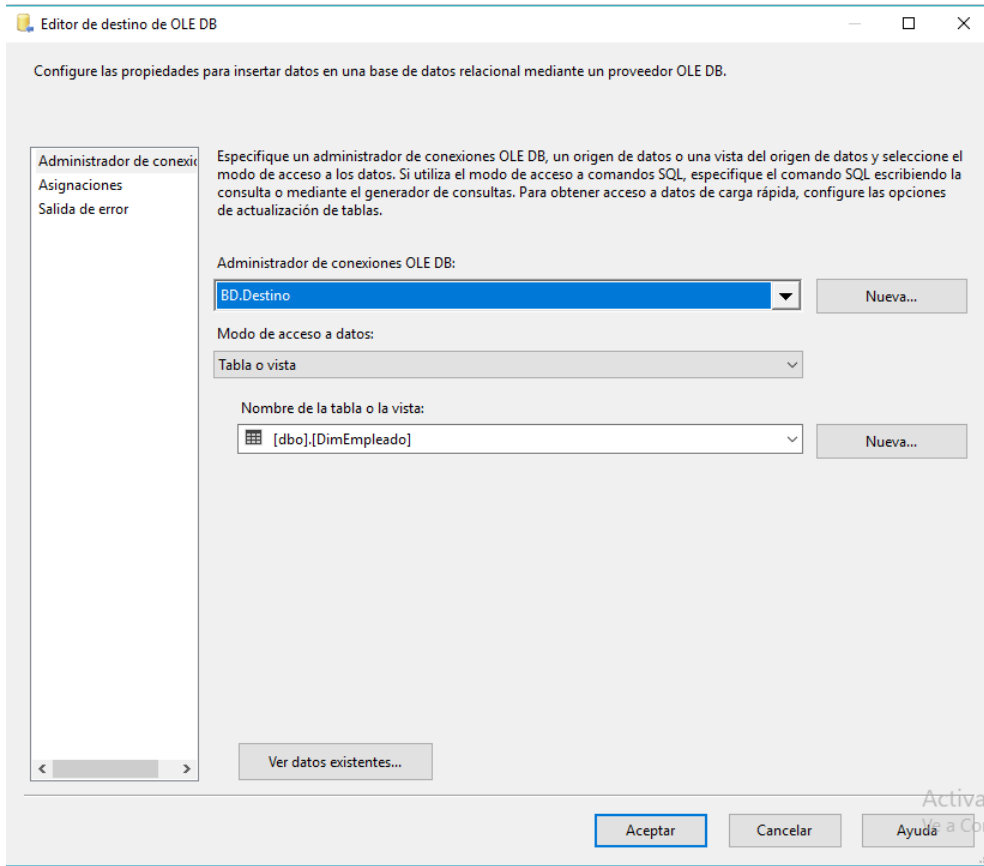 Editor de destino de OLE DB
Configure las propiedades para insertar datos en una base de datos relacional mediante un proveedor OLE DB.
Administrador de conexio
Asignaciones
Salida de error
Especifique un administrador de conexiones OLE DB, un origen de datos o una vista del origen de datos y seleccione el
modo de acceso a los datos. Si utiliza el modo de acceso a comandos SQL, especifique el comando SQL escribiendo la
consulta o mediante el generador de consultas. Para obtener acceso a datos de carga rápida, configure las opciones
de actualización de tablas.
Administrador de conexiones OLE DB:
BD.Destino
Nueva...
Modo de acceso a datos:
Tabla o vista
Nombre de la tabla o la vista:
[dbo].[DimEmpleado]
Nueva...
Ver datos existentes...
Activa
Ve a Co
Aceptar
Cancelar
Ayuda